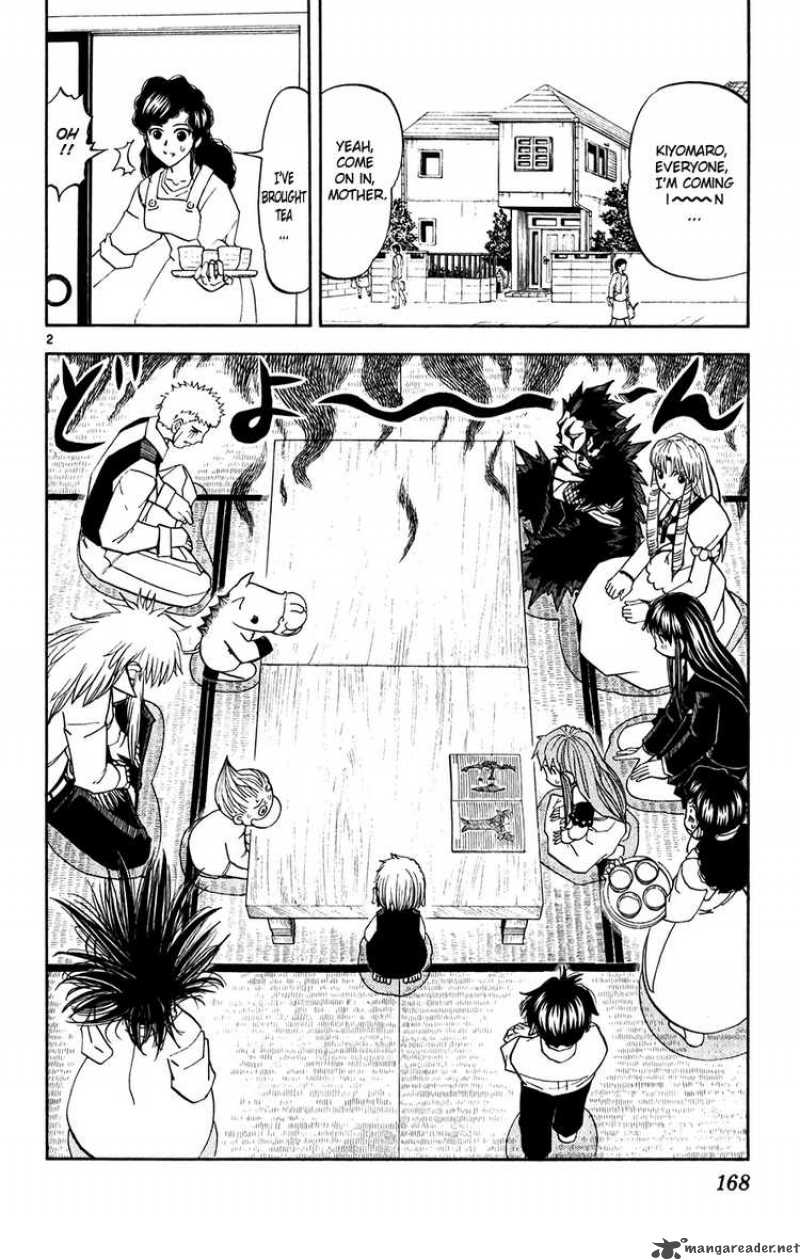 KIYOMARO,
EVERYONE,
I'M COMING
I~~~N
...
YEAH,
COME
ON IN,
MOTHER.
I'VE
BROUGHT
TEA
...
OH
!!
2
どよ〜〜ん
168
mangareader.net